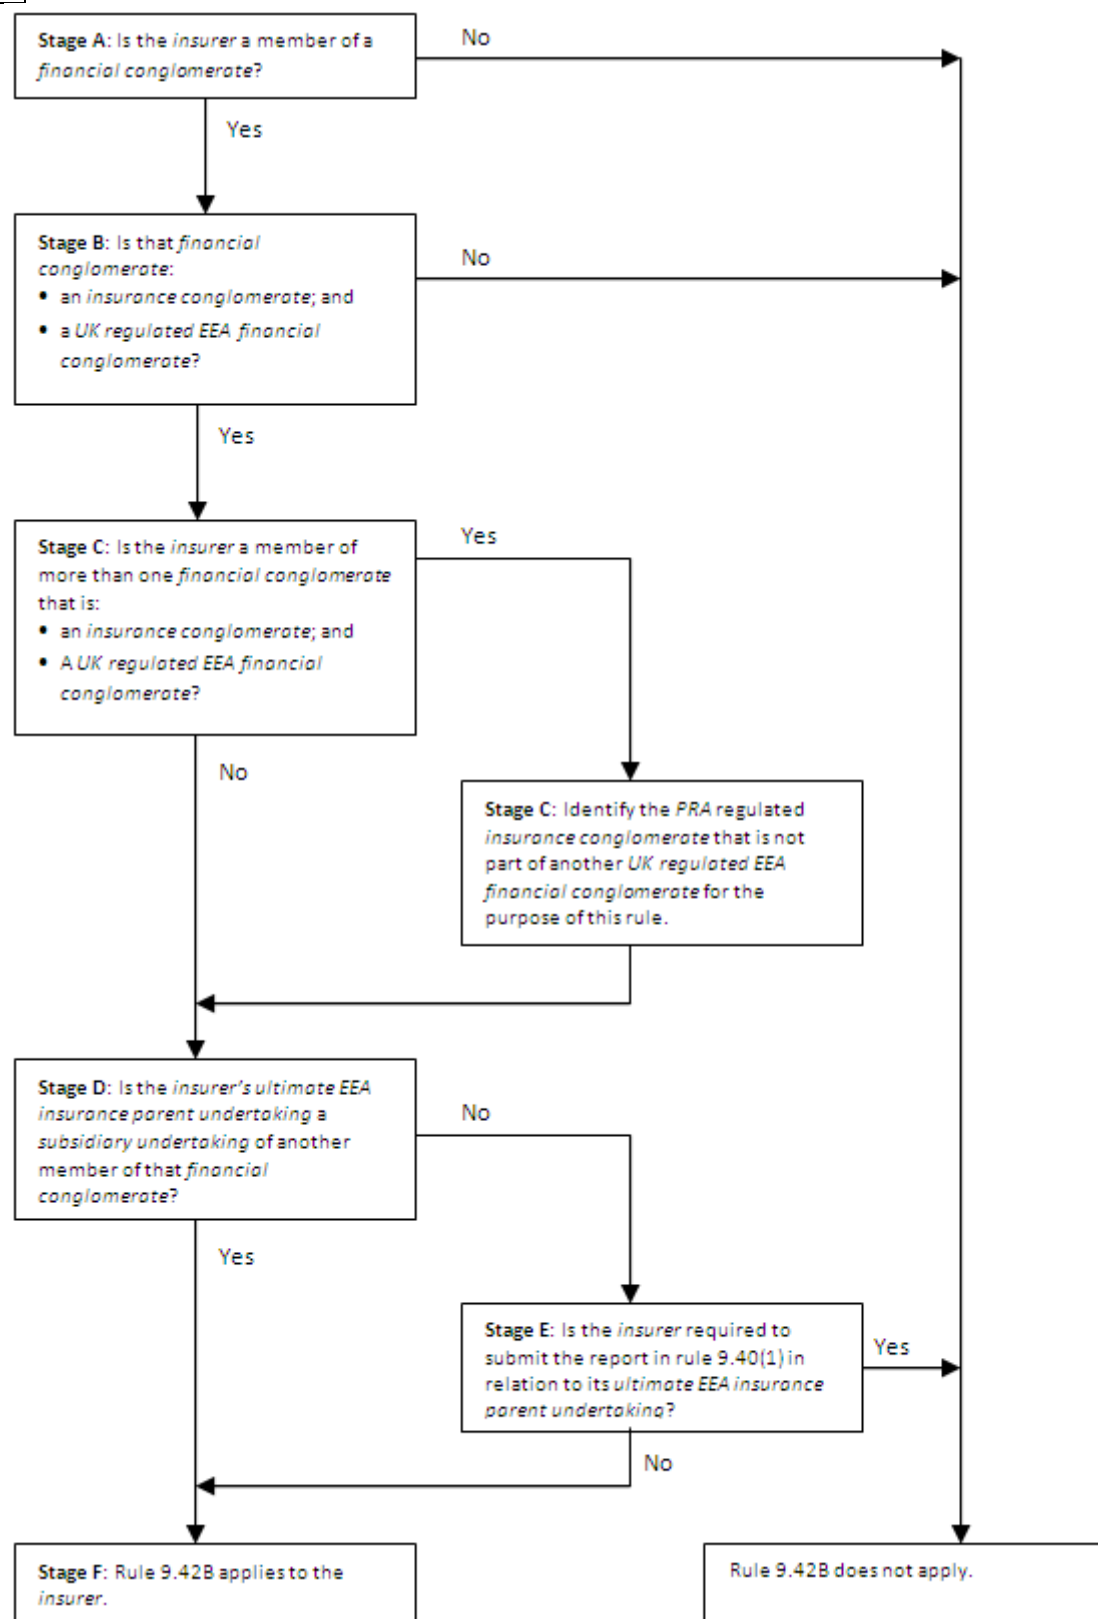 Stage A: Is the insurer a member of a
financial conglomerate?
No
Yes
Stage B: Is that financial
conglomerate:
• an insurance conglomerate; and
• a UK regulated EEA financial
conglomerate?
No
Yes
Stage C: Is the insurer a member of
more than one financial conglomerate
that is:
• an insurance conglomerate; and
• A UK regulated EEA financial
conglomerate?
Yes
No
Stage C: Identify the PRA regulated
insurance conglomerate that is not
part of another UK regulated EEA
financial conglomerate for the
purpose of this rule.
Stage D: Is the insurer's ultimate EEA
insurance parent undertaking a
subsidiary undertaking of another
member of that financial
conglomerate?
No
Yes
Stage E: Is the insurer required to
submit the report in rule 9.40(1) in
relation to its ultimate EEA insurance
parent undertaking?
Yes
No
Stage F: Rule 9.42B applies to the
insurer.
Rule 9.42B does not apply.